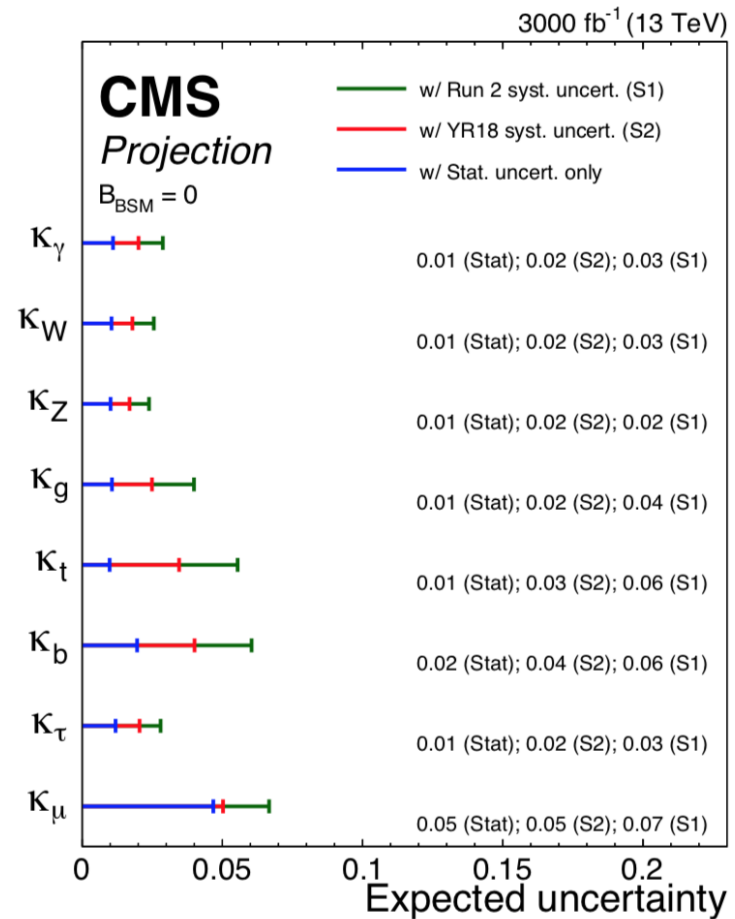 3000 fb⁻¹ (13 TeV)
CMS
Projection
B_BSM = 0
w/ Run 2 syst. uncert. (S1)
w/ YR18 syst. uncert. (S2)
w/ Stat. uncert. only
κ_γ
0.01 (Stat); 0.02 (S2); 0.03 (S1)
κ_W
0.01 (Stat); 0.02 (S2); 0.03 (S1)
κ_Z
0.01 (Stat); 0.02 (S2); 0.02 (S1)
κ_g
0.01 (Stat); 0.02 (S2); 0.04 (S1)
κ_t
0.01 (Stat); 0.03 (S2); 0.06 (S1)
κ_b
0.02 (Stat); 0.04 (S2); 0.06 (S1)
κ_τ
0.01 (Stat); 0.02 (S2); 0.03 (S1)
κ_μ
0.05 (Stat); 0.05 (S2); 0.07 (S1)
0 0.05 0.1 0.15 0.2
Expected uncertainty